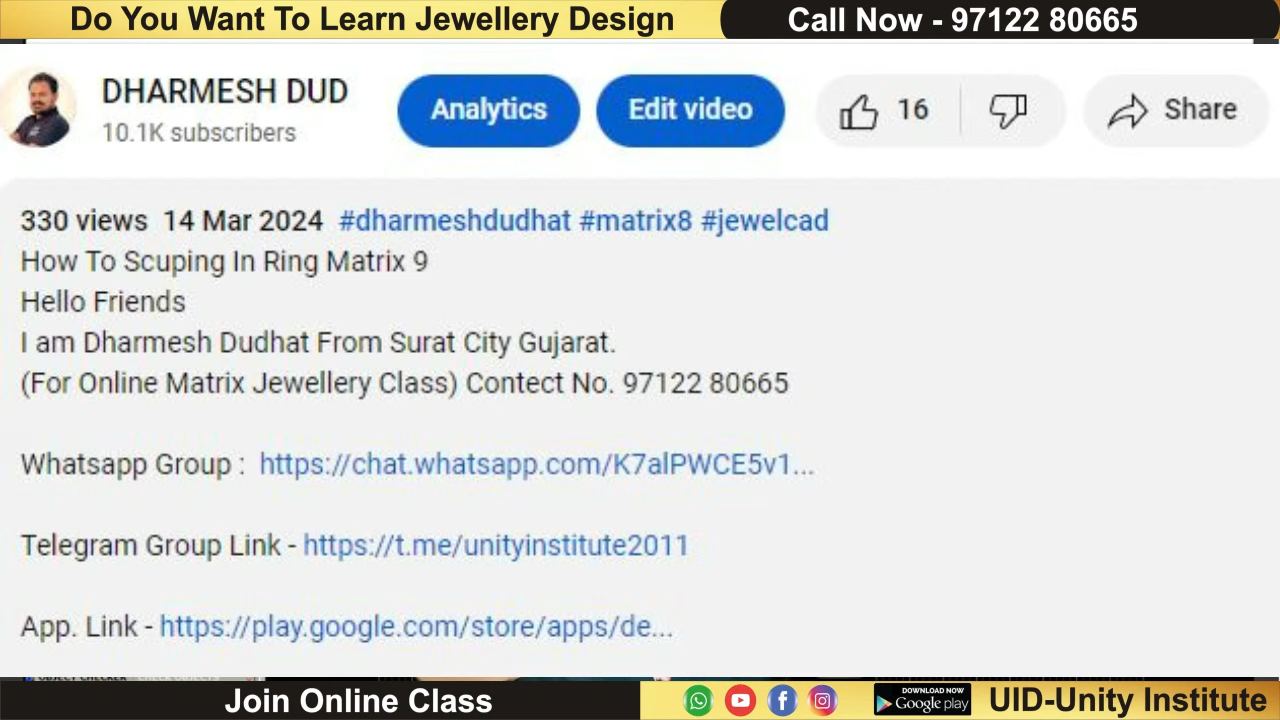 Do You Want To Learn Jewellery Design
Call Now - 97122 80665
DHARMESH DUD
10.1K subscribers
Analytics
Edit video
16
Share
330 views 14 Mar 2024 #dharmeshdudhat #matrix8 #jewelcad
How To Scuping In Ring Matrix 9
Hello Friends
I am Dharmesh Dudhat From Surat City Gujarat.
(For Online Matrix Jewellery Class) Contect No. 97122 80665
Whatsapp Group : https://chat.whatsapp.com/K7alPWCE5v1...
Telegram Group Link - https://t.me/unityinstitute2011
App. Link - https://play.google.com/store/apps/de...
Join Online Class
DOWNLOAD NOW
Google play
UID-Unity Institute